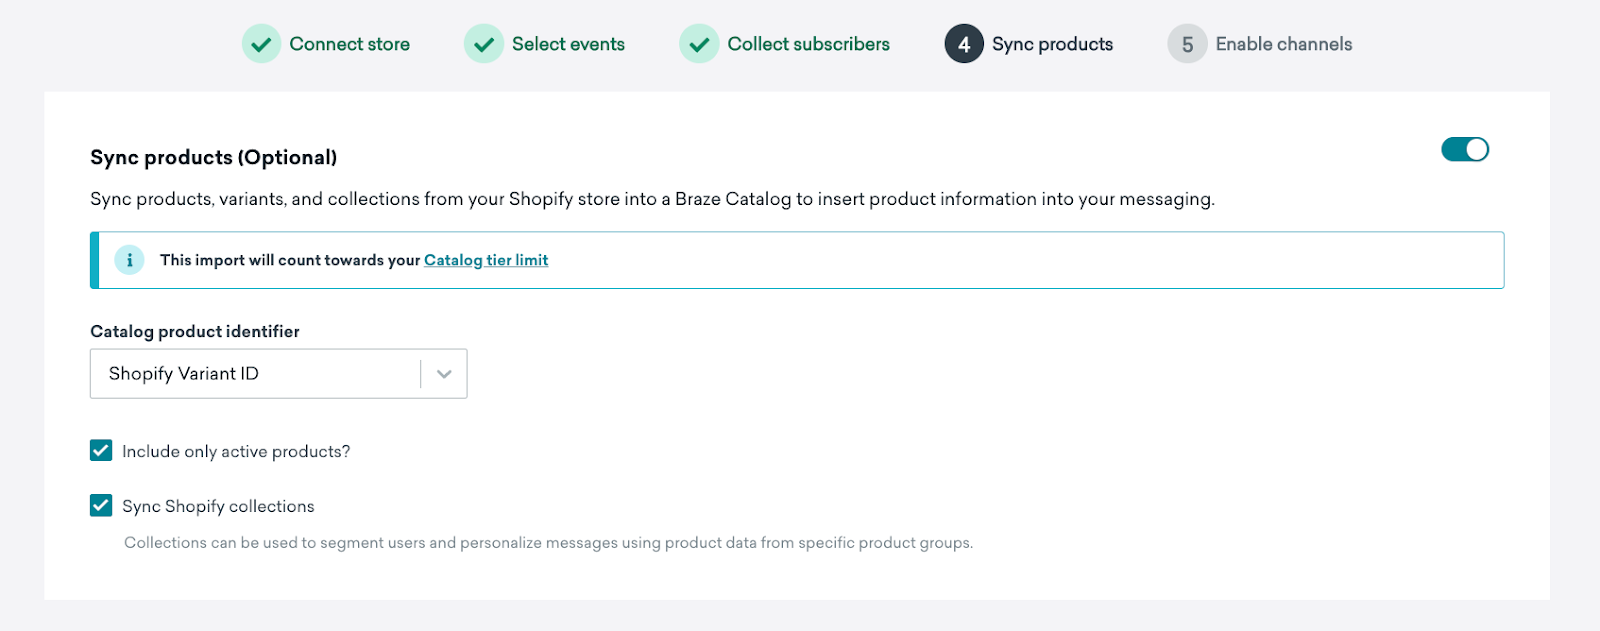 Connect store
Select events
Collect subscribers
4 Sync products
5 Enable channels
Sync products (Optional)
Sync products, variants, and collections from your Shopify store into a Braze Catalog to insert product information into your messaging.
i This import will count towards your Catalog tier limit
Catalog product identifier
Shopify Variant ID
Include only active products?
Sync Shopify collections
Collections can be used to segment users and personalize messages using product data from specific product groups.